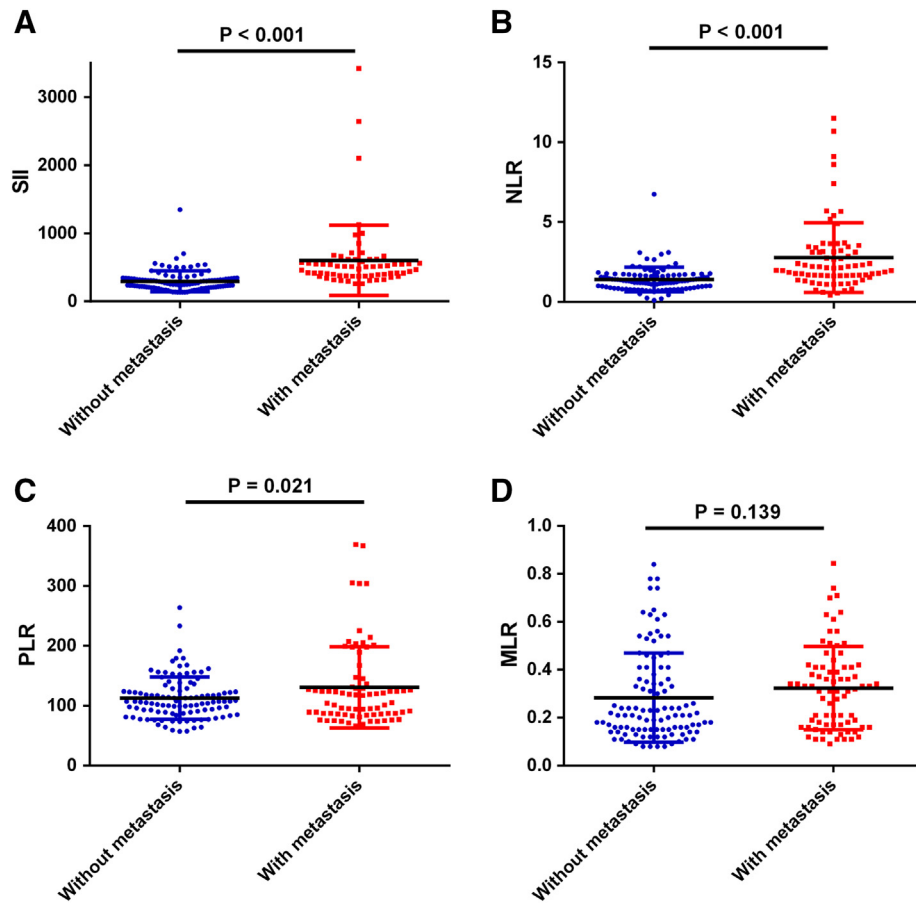 A
P < 0.001
SII
3000
2000
1000
0
Without metastasis
With metastasis
B
P < 0.001
NLR
15
10
5
0
Without metastasis
With metastasis
C
P = 0.021
PLR
400
300
200
100
0
Without metastasis
With metastasis
D
P = 0.139
MLR
1.0
0.8
0.6
0.4
0.2
0.0
Without metastasis
With metastasis